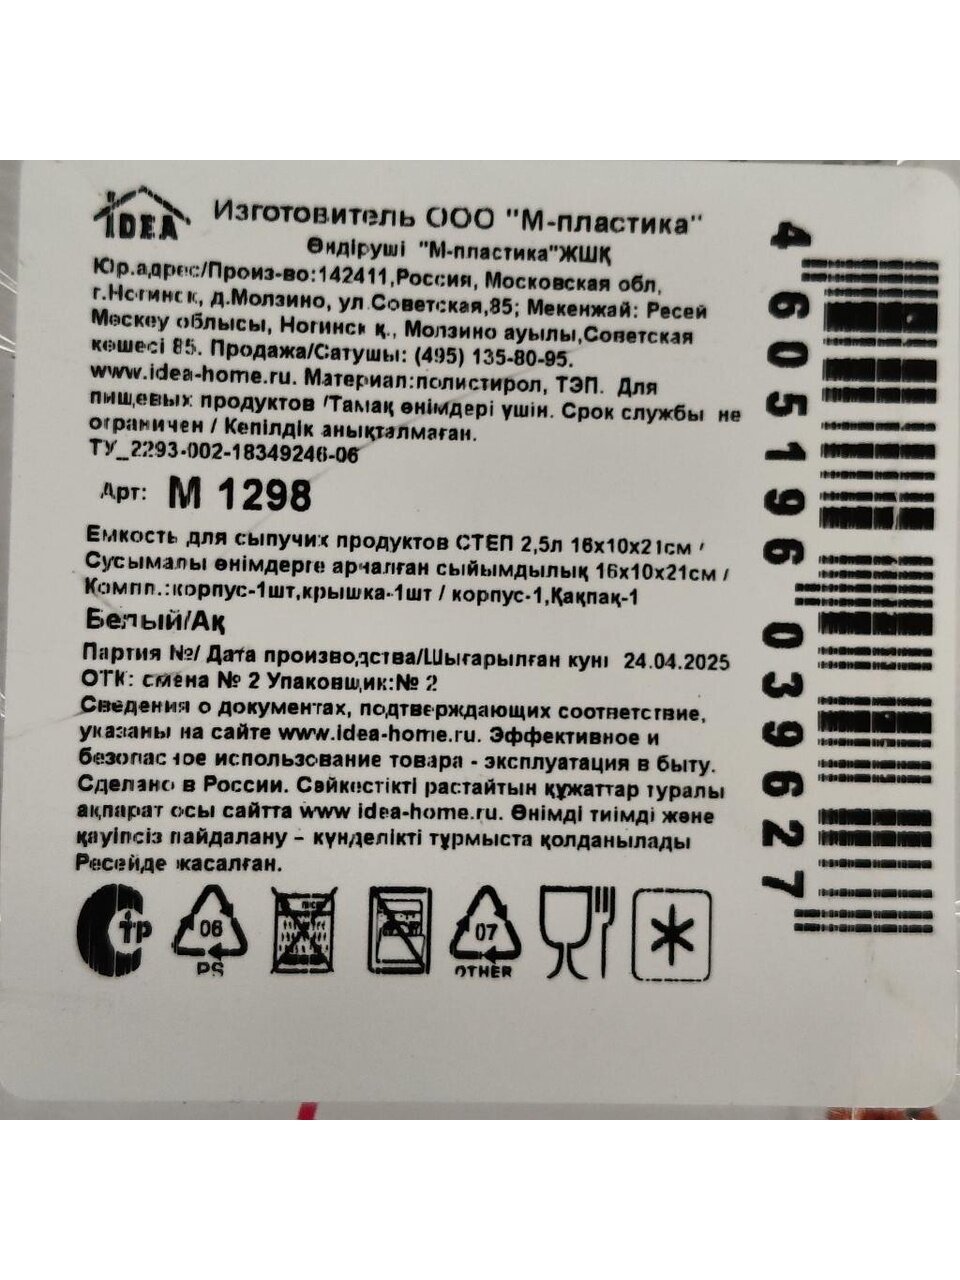 IDEA
Изготовитель ООО "М-пластика"
Өндіруші "М-пластика"ЖШҚ
Юр.адрес/Произ-во:142411,Россия, Московская обл,
г.Ногинск, д.Молзино, ул.Советская,85; Мекенжай: Ресей
Мәскеу облысы, Ногинск қ., Молзино ауылы,Советская
көшесі 85. Продажа/Сатушы: (495) 135-80-95.
www.idea-home.ru. Материал:полистирол, ТЭП. Для
пищевых продуктов /Тамақ өнімдері үшін. Срок службы не
ограничен / Кепілдік анықталмаған.
ТУ_2293-002-18349246-06
Арт: М 1298
Емкость для сыпучих продуктов СТЕП 2,5л 16х10х21см /
Сусымалы өнімдерге арналған сыйымдылық 16х10х21см /
Компл.:корпус-1шт,крышка-1шт / корпус-1,Қақпақ-1
Белый/Ақ
Партия №/ Дата производства/Шығарылған күні 24.04.2025
ОТК: смена № 2 Упаковщик:№ 2
Сведения о документах, подтверждающих соответствие,
указаны на сайте www.idea-home.ru. Эффективное и
безопасное использование товара - эксплуатация в быту.
Сделано в России. Сәйкестікті растайтын құжаттар туралы
ақпарат осы сайтта www idea-home.ru. Өнімді тиімді және
қауіпсіз пайдалану – күнделікті тұрмыста қолданылады
Ресейде жасалған.
06
PS
07
OTHER
4605196039627